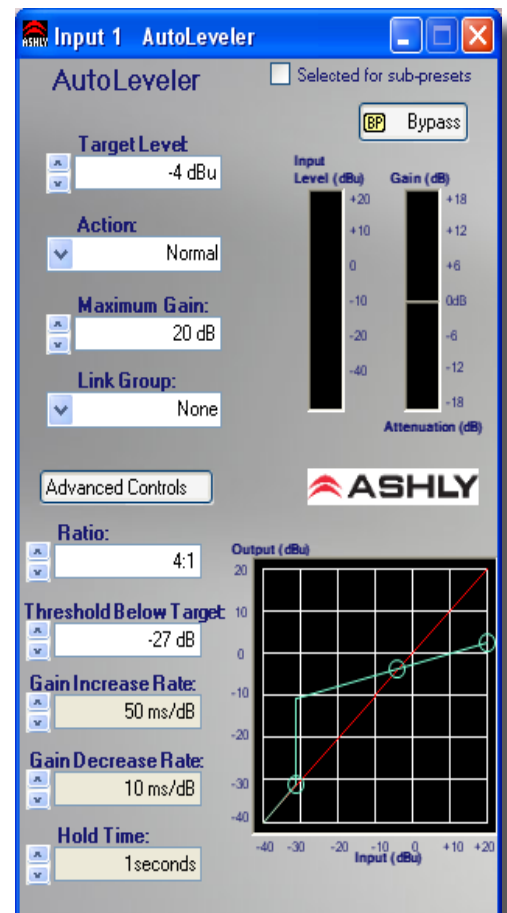 ASHLY Input 1 AutoLeveler
AutoLeveler
Selected for sub-presets
BP Bypass
Target Level:
-4 dBu
Action:
Normal
Maximum Gain:
20 dB
Link Group:
None
Input
Level (dBu) Gain (dB)
+20 +18
+10 +12
0 +6
-10 0dB
-20 -6
-40 -12
-18
Attenuation (dB)
Advanced Controls
ASHLY
Ratio:
4:1
Threshold Below Target:
-27 dB
Gain Increase Rate:
50 ms/dB
Gain Decrease Rate:
10 ms/dB
Hold Time:
1seconds
Output (dBu)
20
10
0
-10
-20
-30
-40
-40 -30 -20 -10 0 +10 +20
Input (dBu)